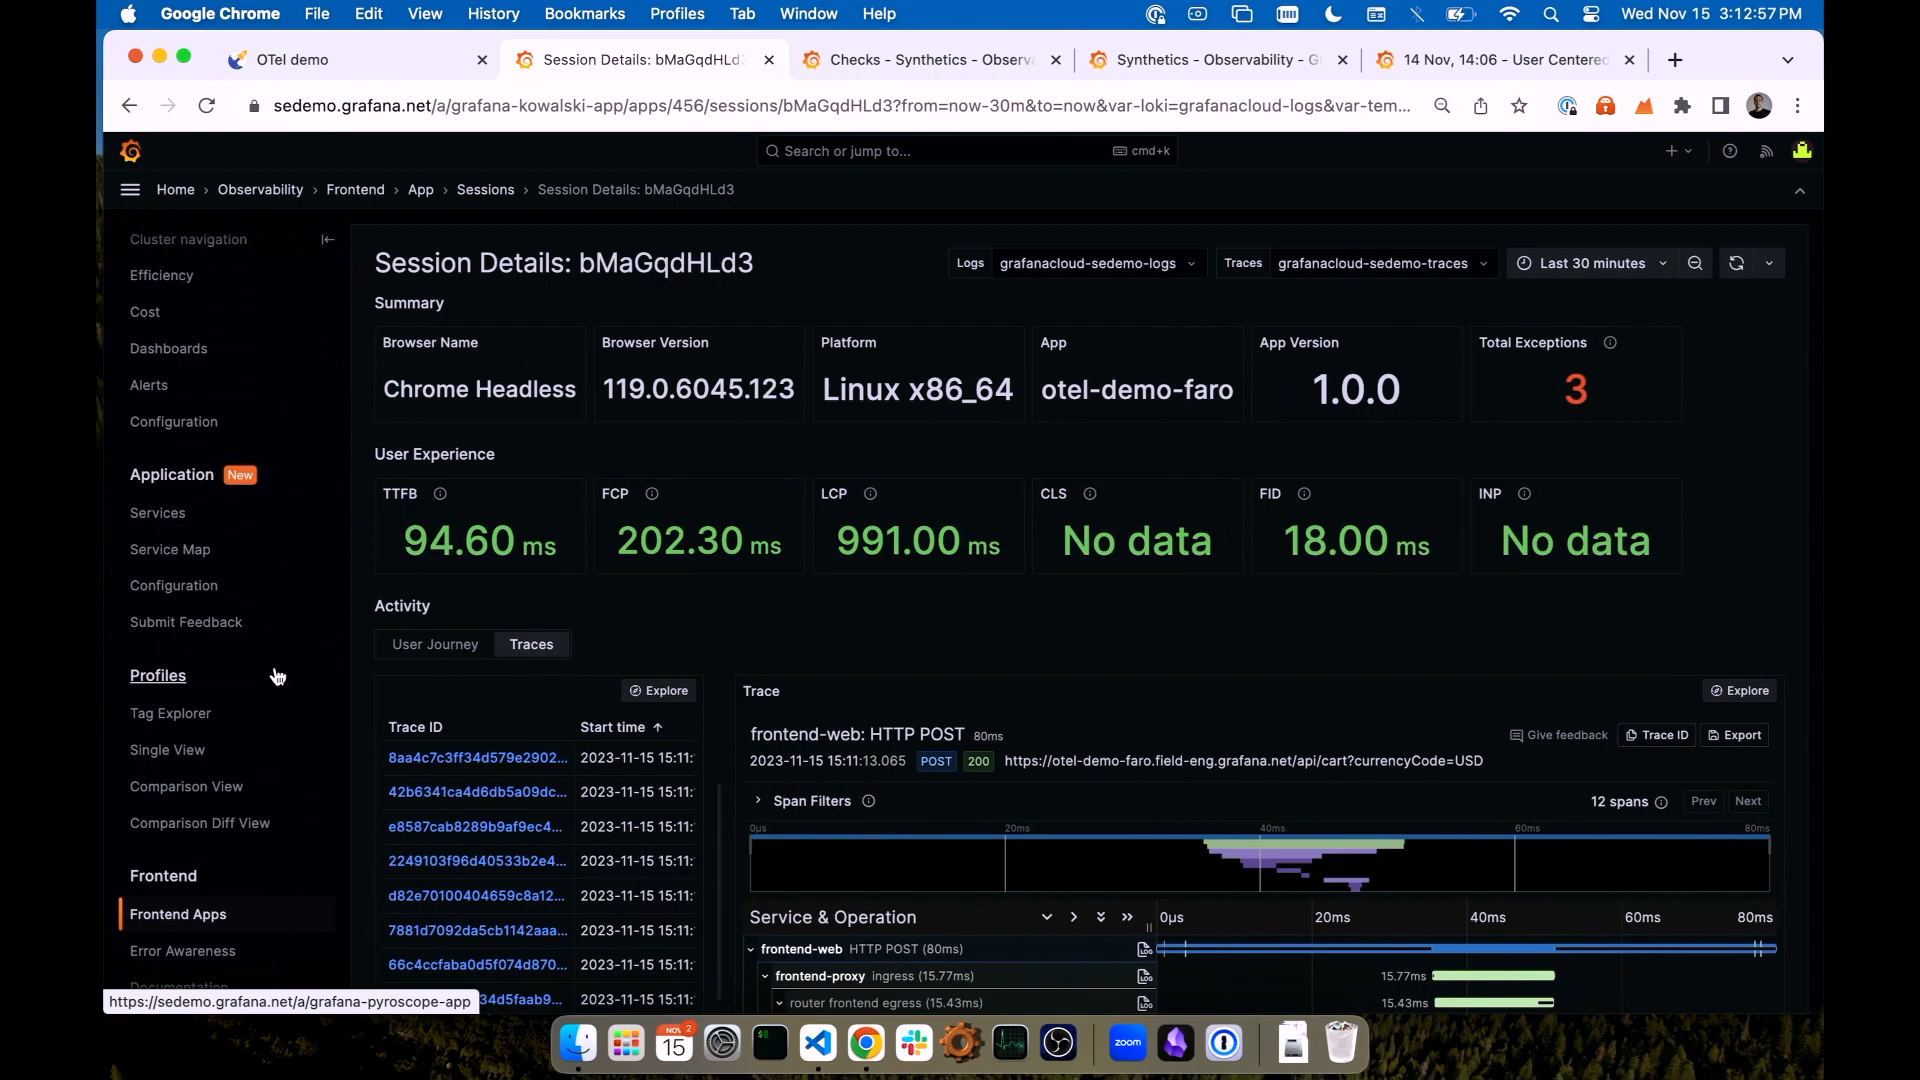 Google Chrome File Edit View History Bookmarks Profiles Tab Window Help Wed Nov 15 3:12:57 PM
OTel demo
Session Details: bMaGqdHLd3
Checks - Synthetics - Observa
Synthetics - Observability - G
14 Nov, 14:06 - User Centered
sedemo.grafana.net/a/grafana-kowalski-app/apps/456/sessions/bMaGqdHLd3?from=now-30m&to=now&var-loki=grafanacloud-logs&var-tem...
Search or jump to... cmd+k
Home › Observability › Frontend › App › Sessions › Session Details: bMaGqdHLd3
Cluster navigation
Efficiency
Cost
Dashboards
Alerts
Configuration
Application New
Services
Service Map
Configuration
Submit Feedback
Profiles
Tag Explorer
Single View
Comparison View
Comparison Diff View
Frontend
Frontend Apps
Error Awareness
Documentation
https://sedemo.grafana.net/a/grafana-pyroscope-app
Session Details: bMaGqdHLd3
Logs grafanacloud-sedemo-logs
Traces grafanacloud-sedemo-traces
Last 30 minutes
Summary
Browser Name
Chrome Headless
Browser Version
119.0.6045.123
Platform
Linux x86_64
App
otel-demo-faro
App Version
1.0.0
Total Exceptions
3
User Experience
TTFB
94.60 ms
FCP
202.30 ms
LCP
991.00 ms
CLS
No data
FID
18.00 ms
INP
No data
Activity
User Journey Traces
Explore
Trace ID Start time
8aa4c7c3ff34d579e2902... 2023-11-15 15:11:
42b6341ca4d6db5a09dc... 2023-11-15 15:11:
e8587cab8289b9af9ec4... 2023-11-15 15:11:
2249103f96d40533b2e4... 2023-11-15 15:11:
d82e70100404659c8a12... 2023-11-15 15:11:
7881d7092da5cb1142aaa... 2023-11-15 15:11:
66c4ccfaba0d5f074d870... 2023-11-15 15:11:
34d5faab9... 2023-11-15 15:11:
Trace Explore
frontend-web: HTTP POST 80ms
Give feedback Trace ID Export
2023-11-15 15:11:13.065 POST 200 https://otel-demo-faro.field-eng.grafana.net/api/cart?currencyCode=USD
Span Filters 12 spans Prev Next
0µs 20ms 40ms 60ms 80ms
Service & Operation 0µs 20ms 40ms 60ms 80ms
frontend-web HTTP POST (80ms)
frontend-proxy ingress (15.77ms) 15.77ms
router frontend egress (15.43ms) 15.43ms
NOV 15 2
zoom